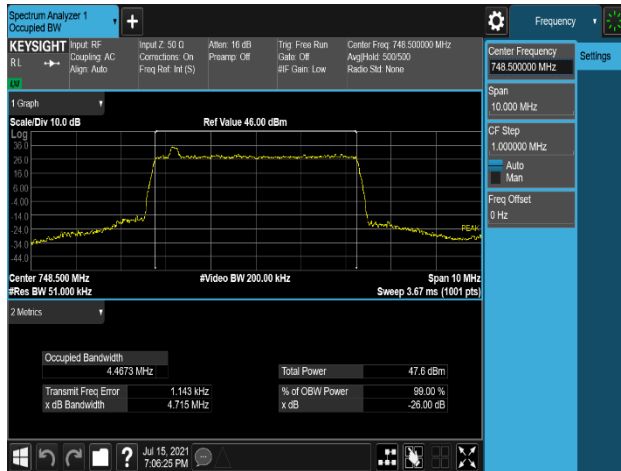 Spectrum Analyzer 1
Occupied BW
Frequency
KEYSIGHT
Input: RF
Input Z: 50 Ω
Atten: 16 dB
Trig: Free Run
Center Freq: 748.500000 MHz
R L
Coupling: AC
Corrections: On
Preamp: Off
Gate: Off
Avg|Hold: 500/500
Align: Auto
Freq Ref: Int (S)
#IF Gain: Low
Radio Std: None
Center Frequency
748.500000 MHz
Settings
Span
10.000 MHz
CF Step
1.000000 MHz
Auto
Man
Freq Offset
0 Hz
1 Graph
Scale/Div 10.0 dB
Ref Value 46.00 dBm
Log
36.0
26.0
16.0
6.00
-4.00
-14.0
-24.0
-34.0
-44.0
PEAK
Center 748.500 MHz
#Video BW 200.00 kHz
Span 10 MHz
#Res BW 51.000 kHz
Sweep 3.67 ms (1001 pts)
2 Metrics
Occupied Bandwidth
4.4673 MHz
Total Power
47.6 dBm
Transmit Freq Error
1.143 kHz
% of OBW Power
99.00 %
x dB Bandwidth
4.715 MHz
x dB
-26.00 dB
?
Jul 15, 2021
7:06:25 PM